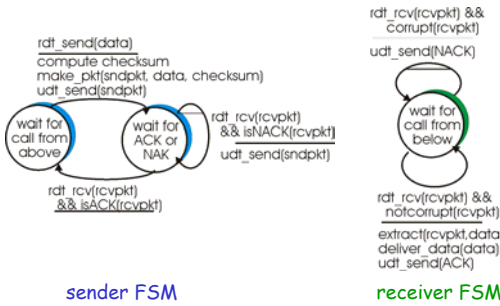 rdt_send(data)
compute checksum
make_pkt(sndpkt, data, checksum)
udt_send(sndpkt)
wait for
call from
above
wait for
ACK or
NAK
rdt_rcv(rcvpkt)
&& isNACK(rcvpkt)
udt_send(sndpkt)
rdt_rcv(rcvpkt)
&& isACK(rcvpkt)
sender FSM
rdt_rcv(rcvpkt) &&
corrupt(rcvpkt)
udt_send(NACK)
wait for
call from
below
rdt_rcv(rcvpkt) &&
notcorrupt(rcvpkt)
extract(rcvpkt,data
deliver_data(data)
udt_send(ACK)
receiver FSM